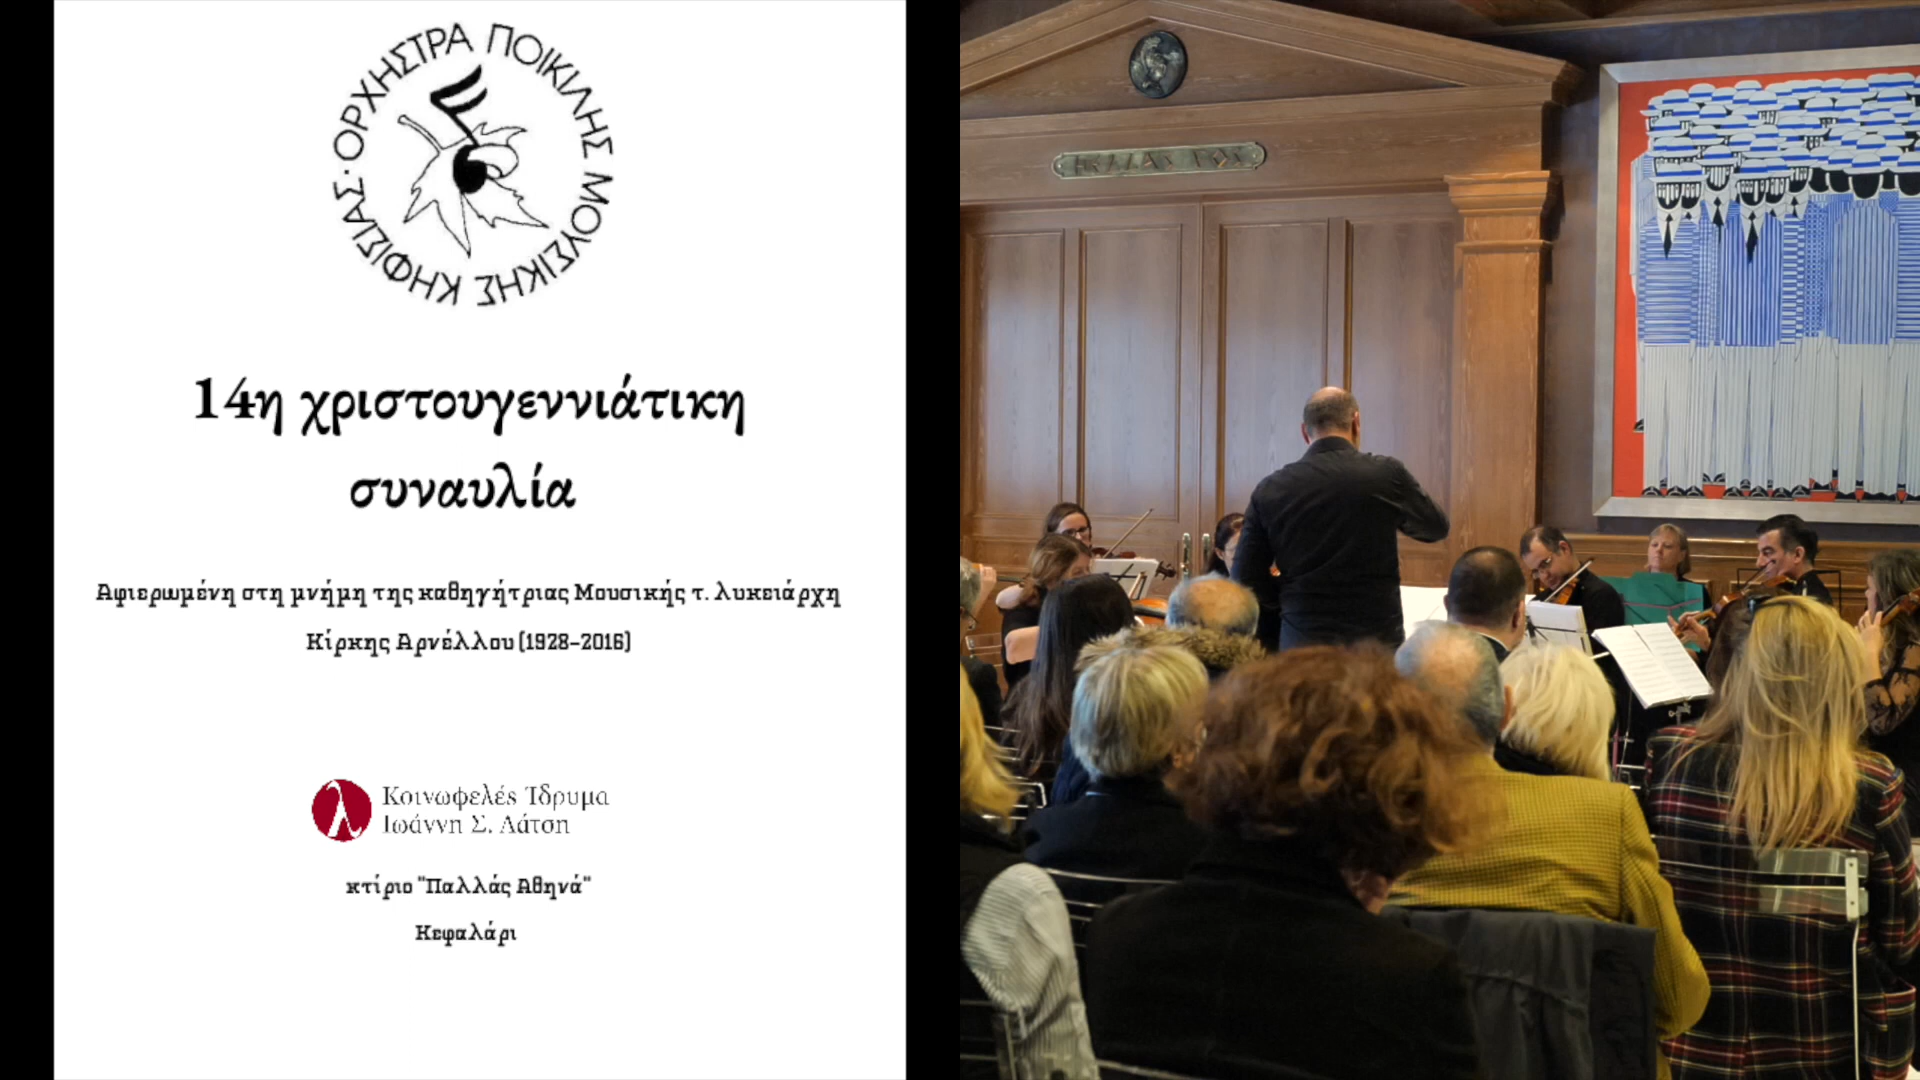 ΟΡΧΗΣΤΡΑ ΠΟΙΚΙΛΗΣ ΜΟΥΣΙΚΗΣ ΚΗΦΙΣΙΑΣ·
14η χριστουγεννιάτικη
συναυλία
Αφιερωμένη στη μνήμη της καθηγήτριας Μουσικής τ. λυκειάρχη
Κίρκης Αρνέλλου (1928-2016)
Κοινωφελές Ίδρυμα
Ιωάννη Σ. Λάτση
κτίριο "Παλλάς Αθηνά"
Κεφαλάρι